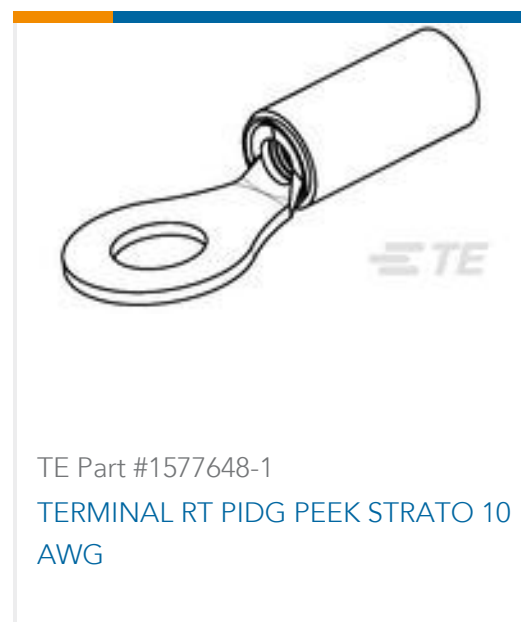 TE
TE Part #1577648-1
TERMINAL RT PIDG PEEK STRATO 10
AWG